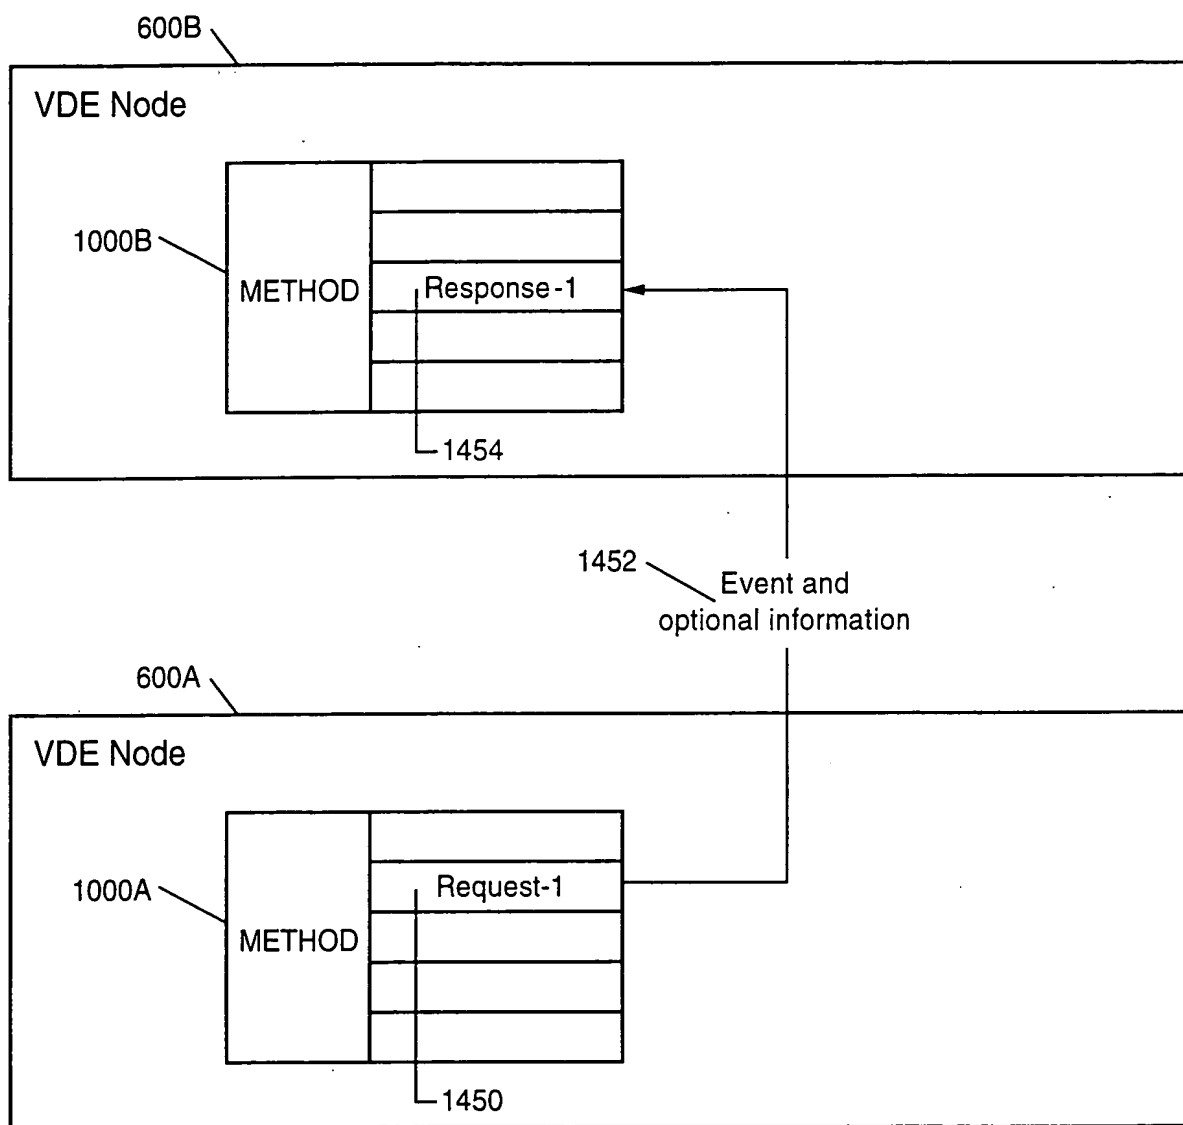 600B
VDE Node
1000B
METHOD
Response-1
1454
1452
Event and
optional information
600A
VDE Node
1000A
METHOD
Request-1
1450